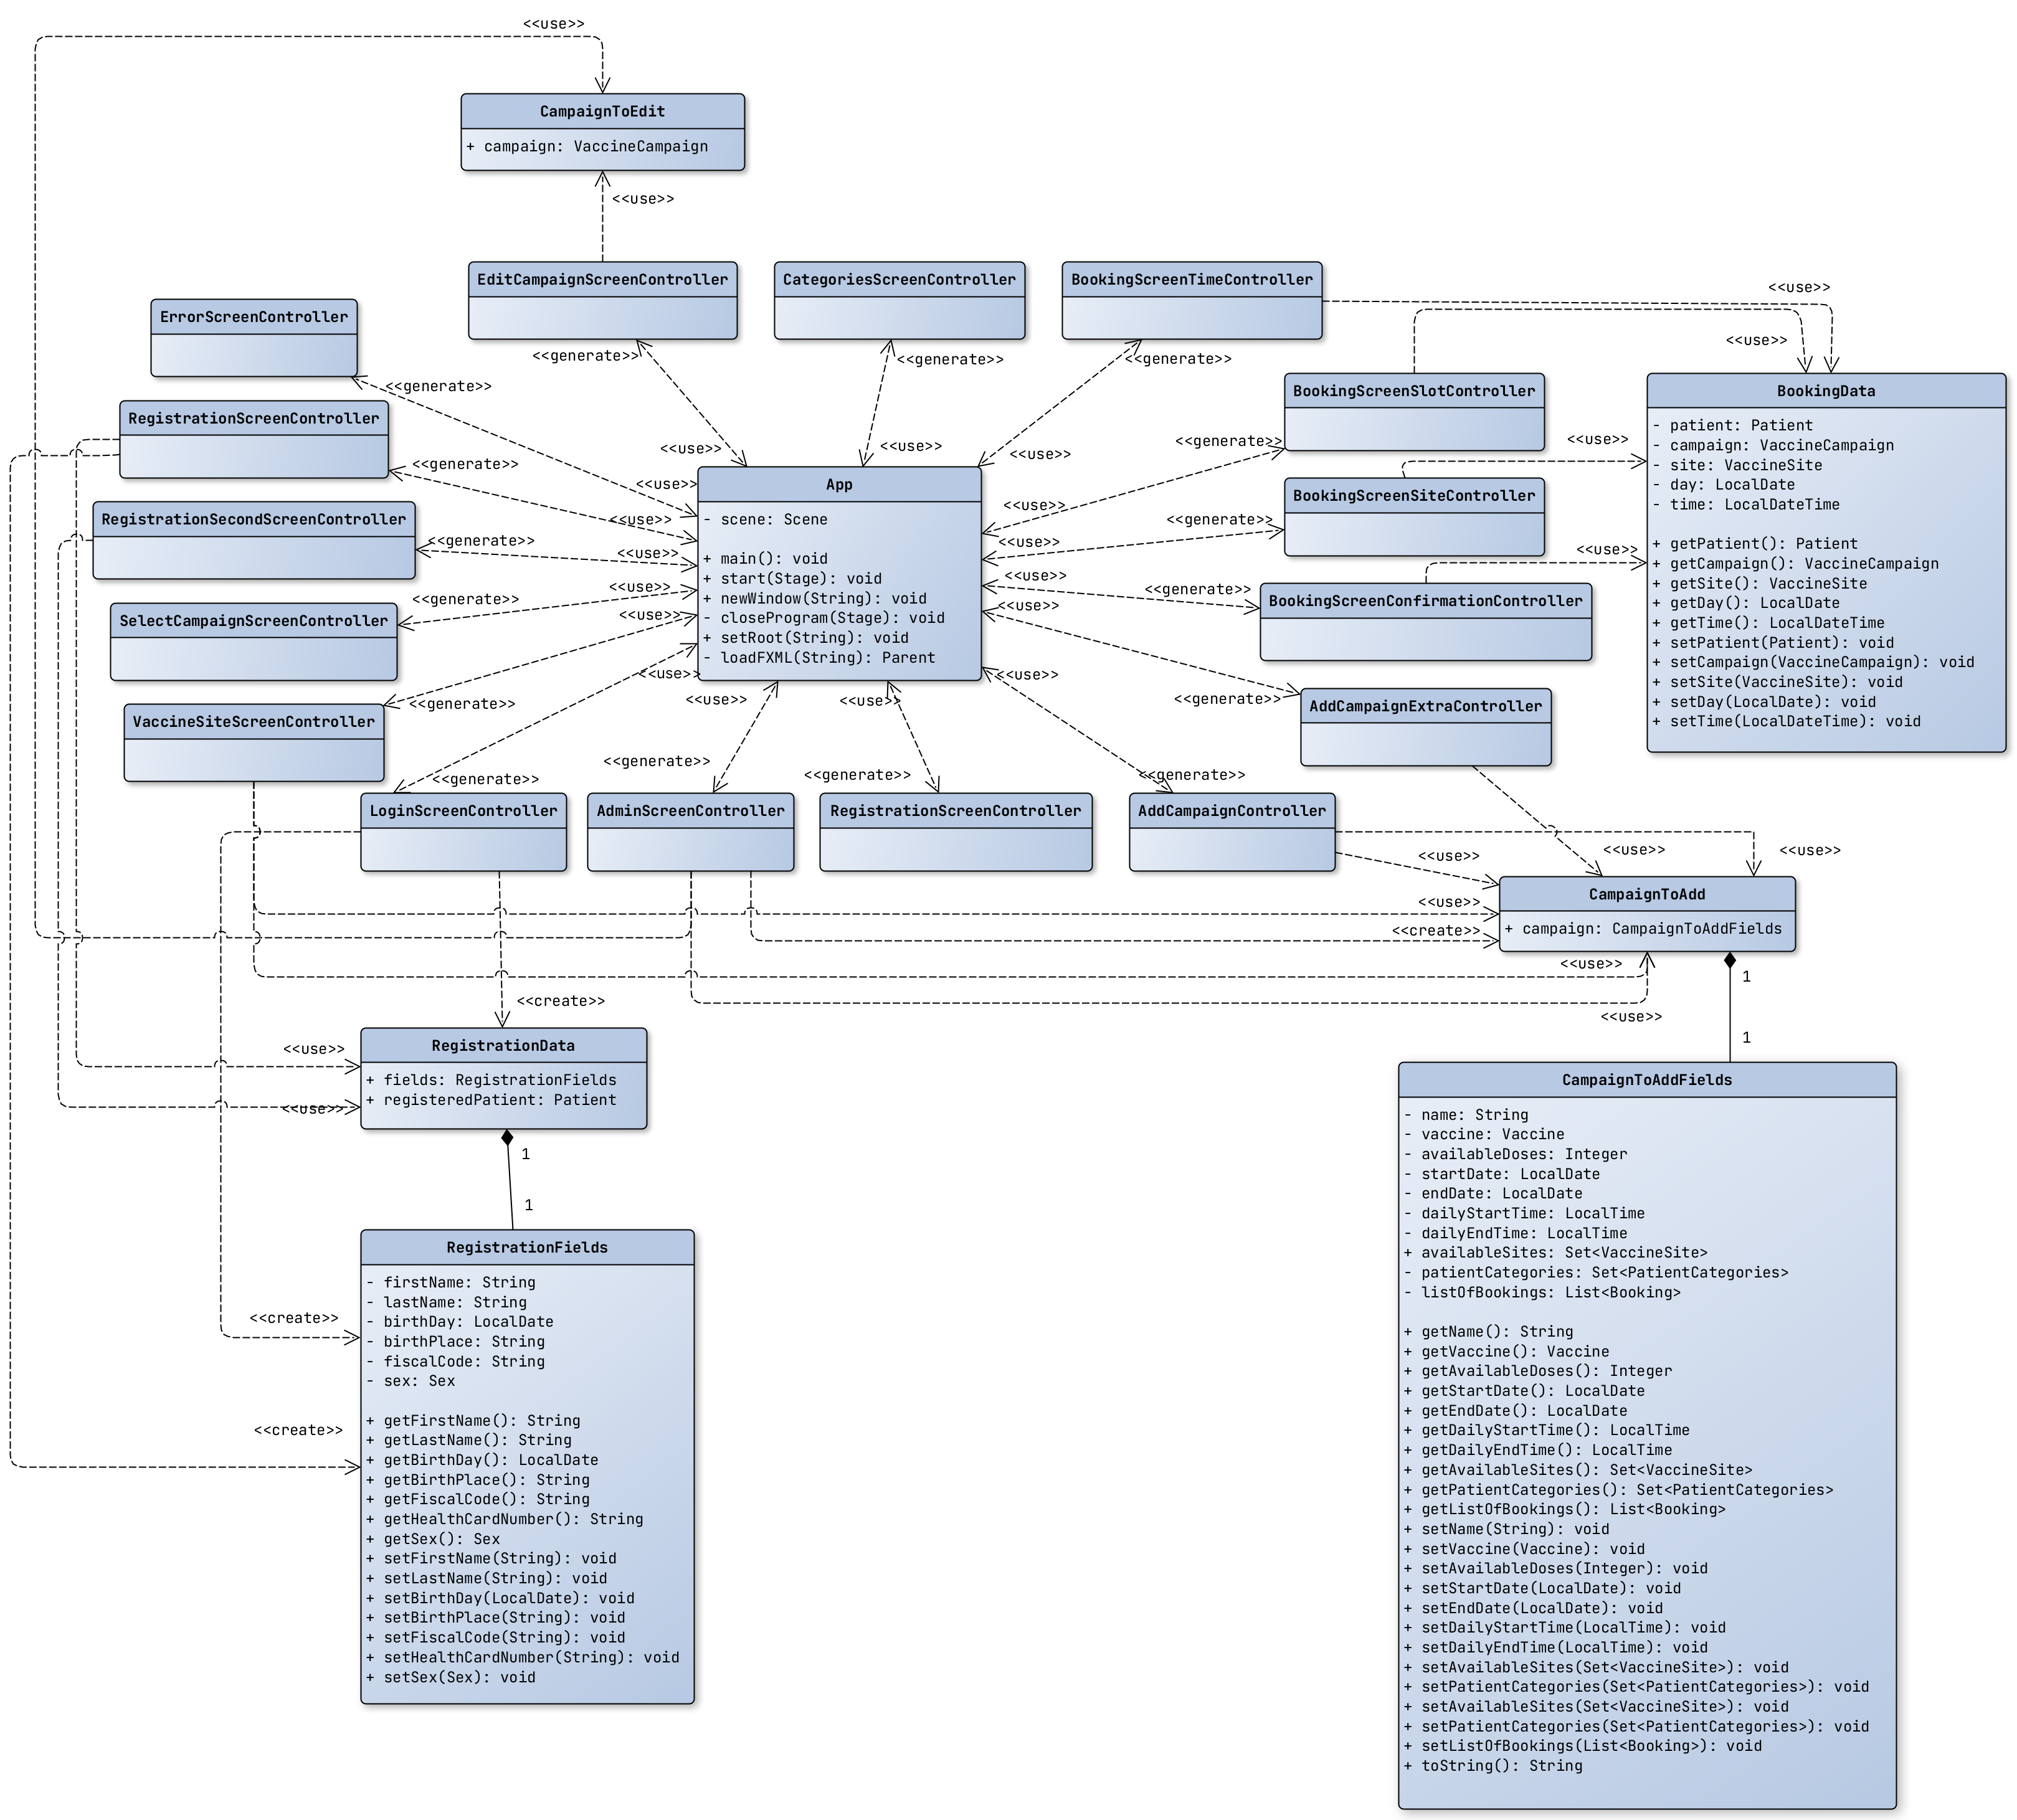 <<use>>
CampaignToEdit
+ campaign: VaccineCampaign
<<use>>
EditCampaignScreenController
CategoriesScreenController
BookingScreenTimeController
<<use>>
ErrorScreenController
<<use>>
<<generate>>
<<generate>>
<<generate>>
<<generate>>
RegistrationScreenController
BookingScreenSlotController
BookingData
- patient: Patient
- campaign: VaccineCampaign
- site: VaccineSite
- day: LocalDate
- time: LocalDateTime
+ getPatient(): Patient
+ getCampaign(): VaccineCampaign
+ getSite(): VaccineSite
+ getDay(): LocalDate
+ getTime(): LocalDateTime
+ setPatient(Patient): void
+ setCampaign(VaccineCampaign): void
+ setSite(VaccineSite): void
+ setDay(LocalDate): void
+ setTime(LocalDateTime): void
<<use>>
<<use>>
<<use>>
<<generate>>
<<use>>
<<generate>>
<<use>>
App
- scene: Scene
+ main(): void
+ start(Stage): void
+ newWindow(String): void
- closeProgram(Stage): void
+ setRoot(String): void
- loadFXML(String): Parent
BookingScreenSiteController
<<use>>
RegistrationSecondScreenController
<<use>>
<<generate>>
<<generate>>
<<use>>
<<use>>
<<use>>
<<use>>
<<use>>
<<generate>>
<<generate>>
BookingScreenConfirmationController
SelectCampaignScreenController
<<use>>
<<use>>
<<use>>
<<use>>
<<use>>
<<use>>
<<generate>>
<<generate>>
AddCampaignExtraController
VaccineSiteScreenController
<<generate>>
<<generate>>
<<generate>>
<<generate>>
LoginScreenController
AdminScreenController
RegistrationScreenController
AddCampaignController
<<use>>
<<use>>
<<use>>
CampaignToAdd
+ campaign: CampaignToAddFields
<<use>>
<<create>>
<<use>>
1
<<create>>
<<use>>
1
RegistrationData
+ fields: RegistrationFields
+ registeredPatient: Patient
<<use>>
<<use>>
1
1
CampaignToAddFields
- name: String
- vaccine: Vaccine
- availableDoses: Integer
- startDate: LocalDate
- endDate: LocalDate
- dailyStartTime: LocalTime
- dailyEndTime: LocalTime
+ availableSites: Set<VaccineSite>
- patientCategories: Set<PatientCategories>
- listOfBookings: List<Booking>
+ getName(): String
+ getVaccine(): Vaccine
+ getAvailableDoses(): Integer
+ getStartDate(): LocalDate
+ getEndDate(): LocalDate
+ getDailyStartTime(): LocalTime
+ getDailyEndTime(): LocalTime
+ getAvailableSites(): Set<VaccineSite>
+ getPatientCategories(): Set<PatientCategories>
+ getListOfBookings(): List<Booking>
+ setName(String): void
+ setVaccine(Vaccine): void
+ setAvailableDoses(Integer): void
+ setStartDate(LocalDate): void
+ setEndDate(LocalDate): void
+ setDailyStartTime(LocalTime): void
+ setDailyEndTime(LocalTime): void
+ setAvailableSites(Set<VaccineSite>): void
+ setPatientCategories(Set<PatientCategories>): void
+ setAvailableSites(Set<VaccineSite>): void
+ setPatientCategories(Set<PatientCategories>): void
+ setListOfBookings(List<Booking>): void
+ toString(): String
RegistrationFields
- firstName: String
- lastName: String
- birthDay: LocalDate
- birthPlace: String
- fiscalCode: String
- sex: Sex
+ getFirstName(): String
+ getLastName(): String
+ getBirthDay(): LocalDate
+ getBirthPlace(): String
+ getFiscalCode(): String
+ getHealthCardNumber(): String
+ getSex(): Sex
+ setFirstName(String): void
+ setLastName(String): void
+ setBirthDay(LocalDate): void
+ setBirthPlace(String): void
+ setFiscalCode(String): void
+ setHealthCardNumber(String): void
+ setSex(Sex): void
<<create>>
<<create>>